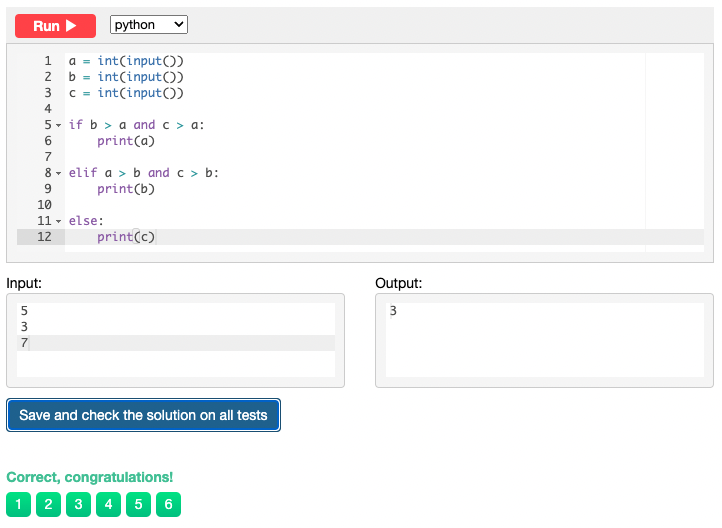 Run ▶ python
1 a = int(input())
2 b = int(input())
3 c = int(input())
4
5 if b > a and c > a:
6     print(a)
7
8 elif a > b and c > b:
9     print(b)
10
11 else:
12     print(c)
Input:
5
3
7
Output:
3
Save and check the solution on all tests
Correct, congratulations!
1 2 3 4 5 6